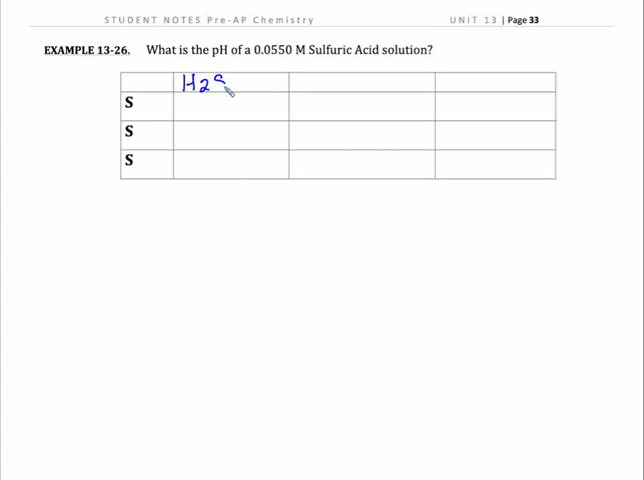 STUDENT NOTES Pre-AP Chemistry UNIT 13 | Page 33
EXAMPLE 13-26. What is the pH of a 0.0550 M Sulfuric Acid solution?
H2S
S
S
S